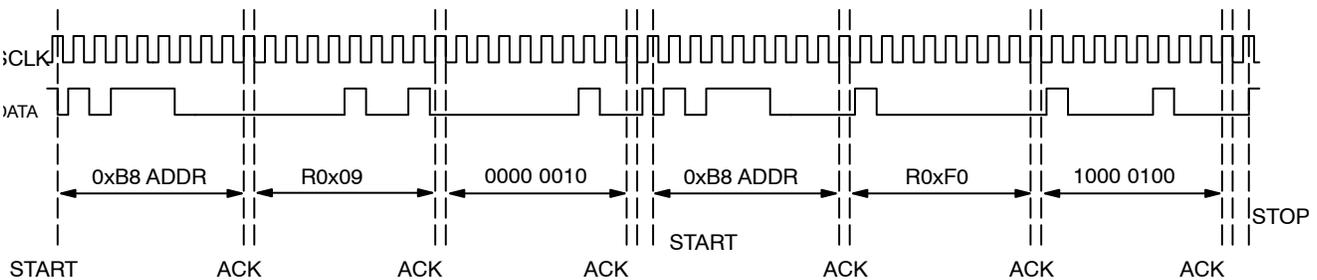 SCLK
DATA
0xB8 ADDR
R0x09
0000 0010
0xB8 ADDR
R0xF0
1000 0100
STOP
START
START
ACK
ACK
ACK
ACK
ACK
ACK